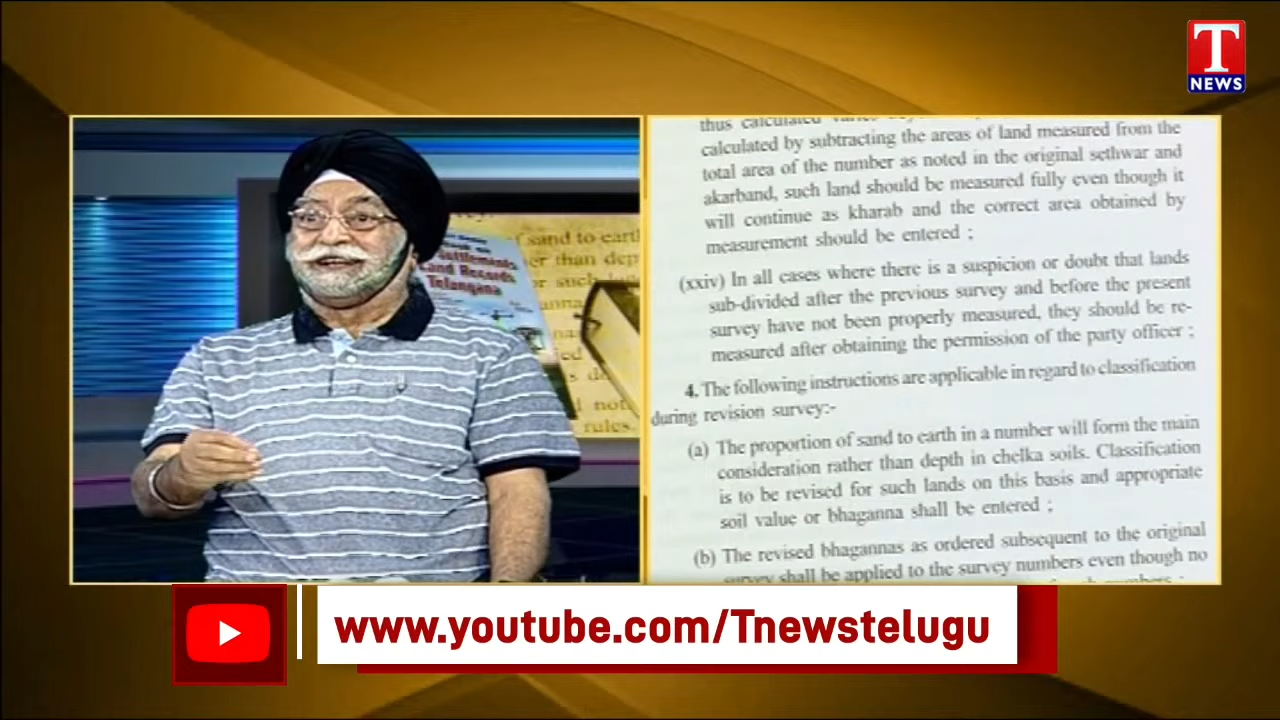 T
NEWS
sand to earth
than
Land Records
Telangana
rules.
thus calculated
calculated by subtracting the areas of land measured from the
total area of the number as noted in the original sethwar and
akarband, such land should be measured fully even though it
will continue as kharab and the correct area obtained by
measurement should be entered ;
(xxiv) In all cases where there is a suspicion or doubt that lands
sub-divided after the previous survey and before the present
survey have not been properly measured, they should be re-
measured after obtaining the permission of the party officer ;
4. The following instructions are applicable in regard to classification
during revision survey:-
(a) The proportion of sand to earth in a number will form the main
consideration rather than depth in chelka soils. Classification
is to be revised for such lands on this basis and appropriate
soil value or bhaganna shall be entered ;
(b) The revised bhagannas as ordered subsequent to the original
survey shall be applied to the survey numbers even though no
www.youtube.com/Tnewstelugu